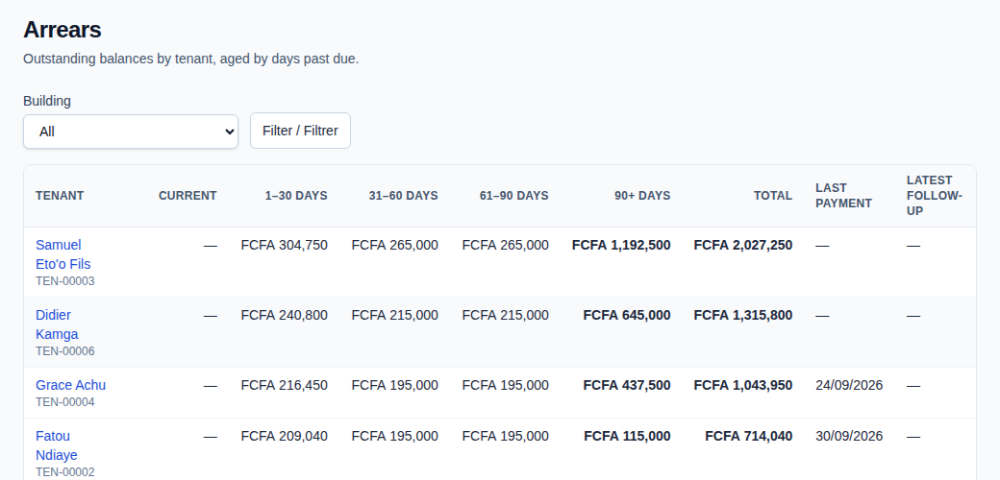 Arrears
Outstanding balances by tenant, aged by days past due.
Building
All
Filter / Filtrer
TENANT CURRENT 1–30 DAYS 31–60 DAYS 61–90 DAYS 90+ DAYS TOTAL LAST PAYMENT LATEST FOLLOW-UP
Samuel Eto'o Fils — FCFA 304,750 FCFA 265,000 FCFA 265,000 FCFA 1,192,500 FCFA 2,027,250 — —
TEN-00003
Didier Kamga — FCFA 240,800 FCFA 215,000 FCFA 215,000 FCFA 645,000 FCFA 1,315,800 — —
TEN-00006
Grace Achu — FCFA 216,450 FCFA 195,000 FCFA 195,000 FCFA 437,500 FCFA 1,043,950 24/09/2026 —
TEN-00004
Fatou Ndiaye — FCFA 209,040 FCFA 195,000 FCFA 195,000 FCFA 115,000 FCFA 714,040 30/09/2026 —
TEN-00002